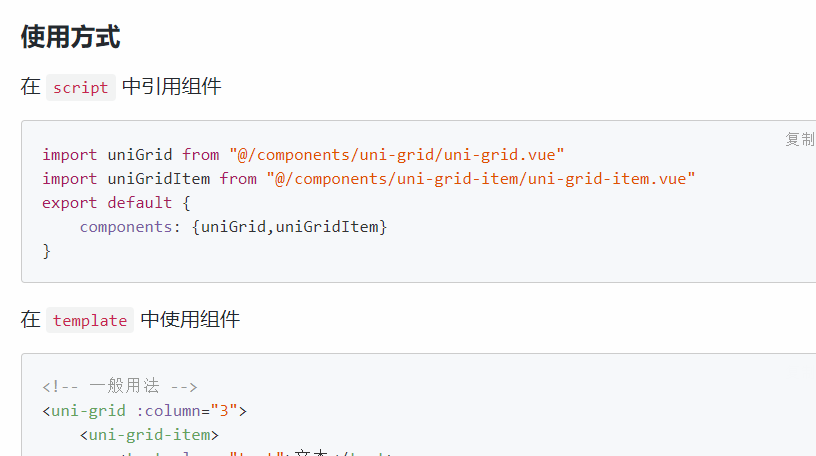 使用方式
在 script 中引用组件
复制
import uniGrid from "@/components/uni-grid/uni-grid.vue"
import uniGridItem from "@/components/uni-grid-item/uni-grid-item.vue"
export default {
    components: {uniGrid,uniGridItem}
}
在 template 中使用组件
<!-- 一般用法 -->
<uni-grid :column="3">
    <uni-grid-item>